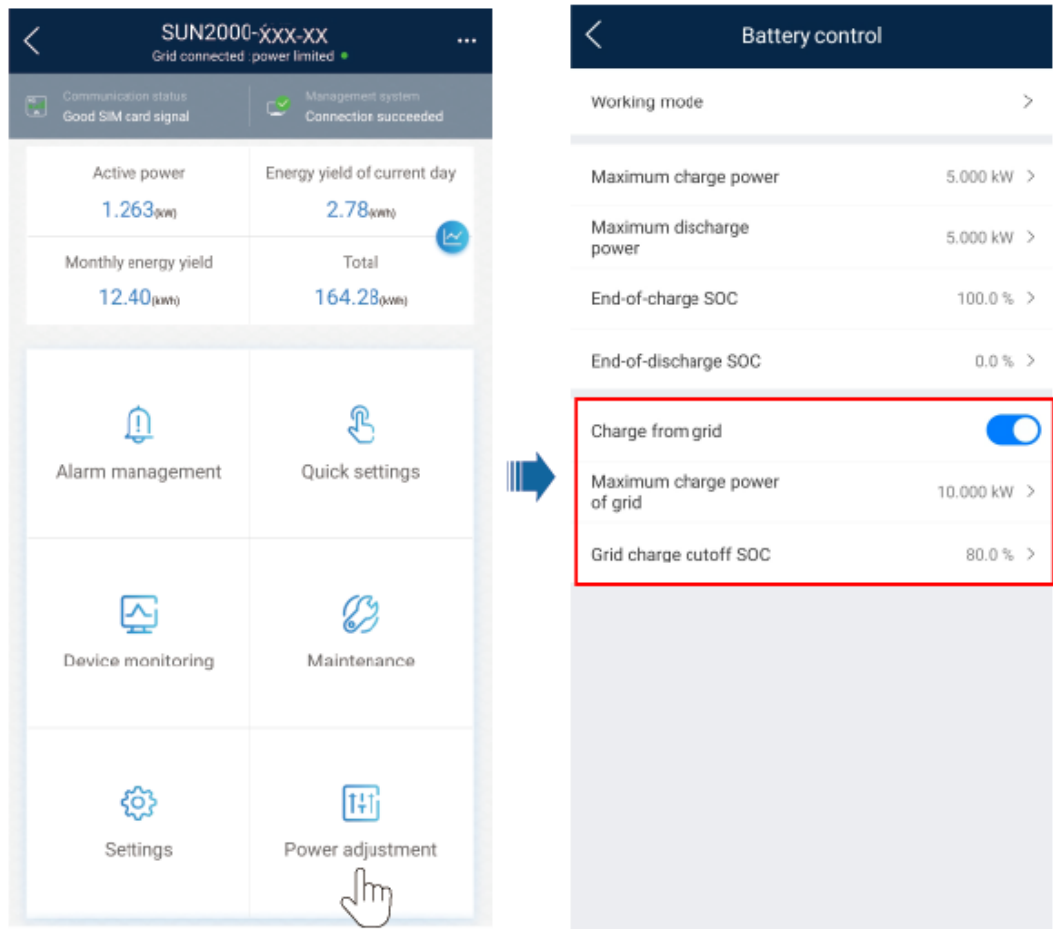 SUN2000-XXX-XX
Grid connected :power limited
Communication status
Good SIM card signal
Management system
Connection succeeded
Active power
1.263(kW)
Energy yield of current day
2.78(kWh)
Monthly energy yield
12.40(kWh)
Total
164.28(kWh)
Alarm management
Quick settings
Device monitoring
Maintenance
Settings
Power adjustment
Battery control
Working mode
Maximum charge power
5.000 kW
Maximum discharge
power
5.000 kW
End-of-charge SOC
100.0 %
End-of-discharge SOC
0.0 %
Charge from grid
Maximum charge power
of grid
10.000 kW
Grid charge cutoff SOC
80.0 %